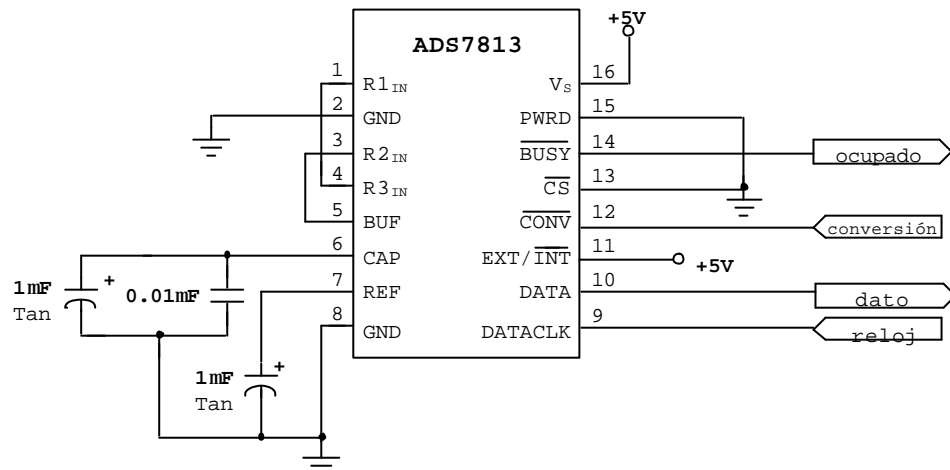 +5V
ADS7813
1 R1IN
2 GND
3 R2IN
4 R3IN
5 BUF
6 CAP
7 REF
8 GND
VS 16
PWRD 15
BUSY 14
CS 13
CONV 12
EXT/INT 11
DATA 10
DATACLK 9
ocupado
conversión
+5V
dato
reloj
1mF
Tan
+
0.01mF
1mF
Tan
+